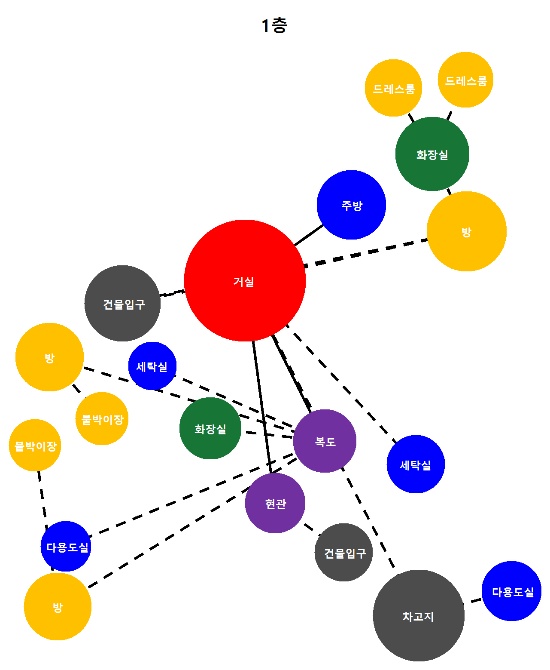 1층
드레스룸
드레스룸
화장실
주방
방
거실
건물입구
방
세탁실
붙박이장
화장실
붙박이장
복도
세탁실
현관
다용도실
건물입구
다용도실
방
차고지